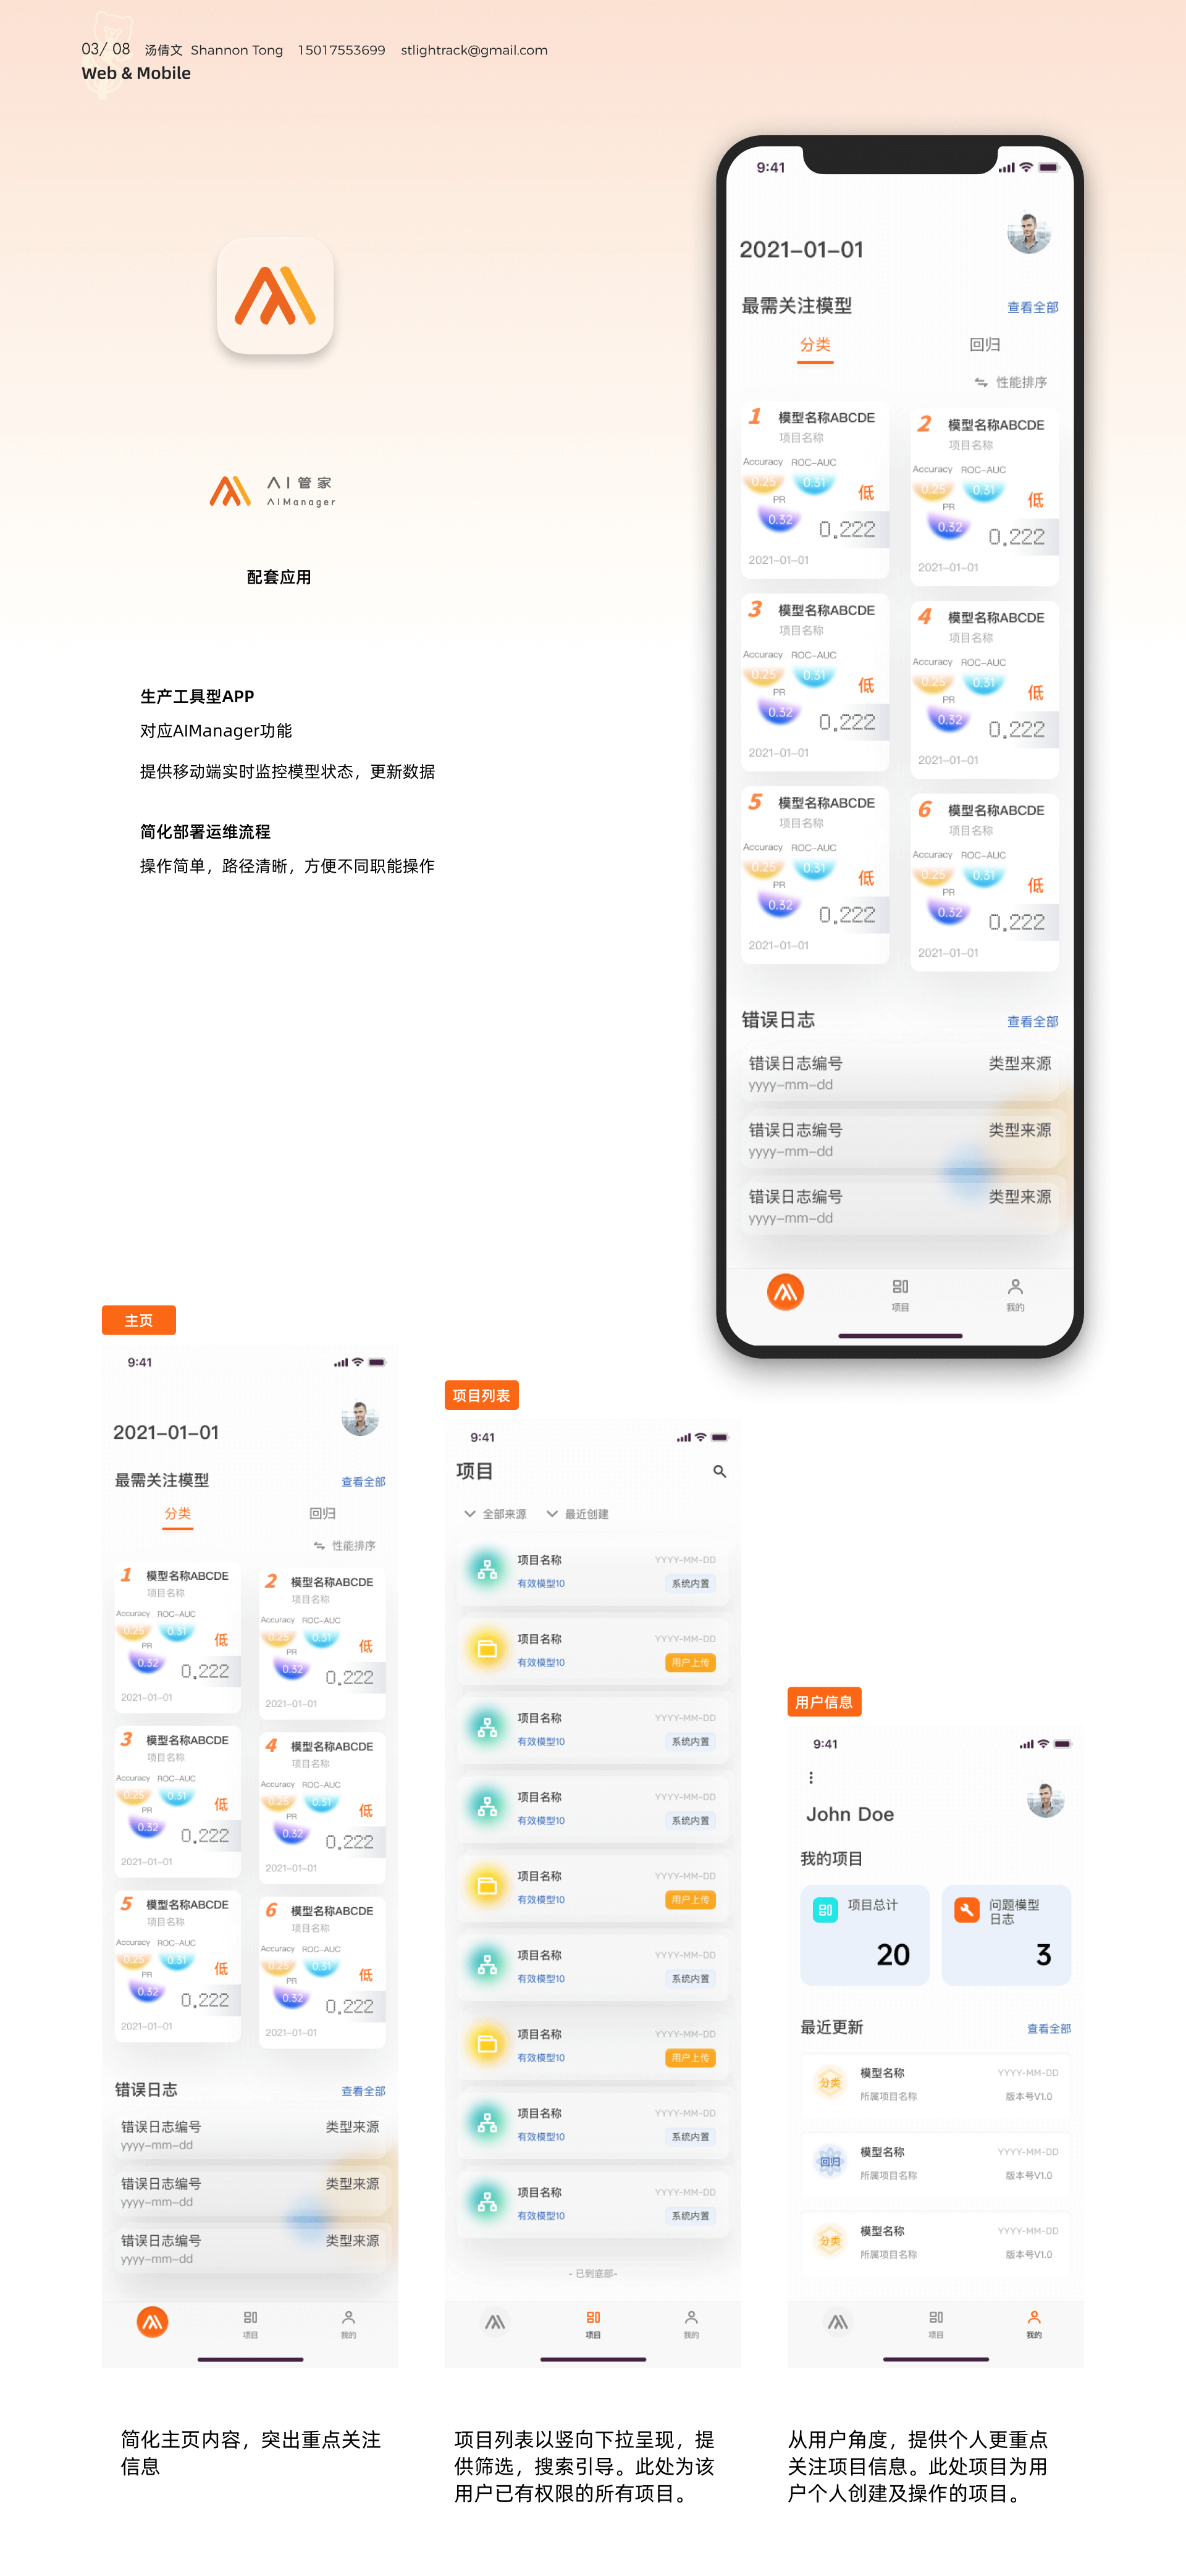 03/ 08 汤倩文 Shannon Tong 15017553699 stlightrack@gmail.com
Web & Mobile
AI管家
AIManager
配套应用
生产工具型APP
对应AIManager功能
提供移动端实时监控模型状态，更新数据
简化部署运维流程
操作简单，路径清晰，方便不同职能操作
9:41
2021-01-01
最需关注模型 查看全部
分类 回归
性能排序
1 模型名称ABCDE
项目名称
Accuracy ROC-AUC
0.25 0.31
PR 低
0.32 0.222
2021-01-01
2 模型名称ABCDE
项目名称
Accuracy ROC-AUC
0.25 0.31
PR 低
0.32 0.222
2021-01-01
3 模型名称ABCDE
项目名称
Accuracy ROC-AUC
0.25 0.31
PR 低
0.32 0.222
2021-01-01
4 模型名称ABCDE
项目名称
Accuracy ROC-AUC
0.25 0.31
PR 低
0.32 0.222
2021-01-01
5 模型名称ABCDE
项目名称
Accuracy ROC-AUC
0.25 0.31
PR 低
0.32 0.222
2021-01-01
6 模型名称ABCDE
项目名称
Accuracy ROC-AUC
0.25 0.31
PR 低
0.32 0.222
2021-01-01
错误日志 查看全部
错误日志编号 类型来源
yyyy-mm-dd
错误日志编号 类型来源
yyyy-mm-dd
错误日志编号 类型来源
yyyy-mm-dd
项目 我的
主页
9:41
2021-01-01
最需关注模型 查看全部
分类 回归
性能排序
1 模型名称ABCDE
项目名称
Accuracy ROC-AUC
0.25 0.31
PR 低
0.32 0.222
2021-01-01
2 模型名称ABCDE
项目名称
Accuracy ROC-AUC
0.25 0.31
PR 低
0.32 0.222
2021-01-01
3 模型名称ABCDE
项目名称
Accuracy ROC-AUC
0.25 0.31
PR 低
0.32 0.222
2021-01-01
4 模型名称ABCDE
项目名称
Accuracy ROC-AUC
0.25 0.31
PR 低
0.32 0.222
2021-01-01
5 模型名称ABCDE
项目名称
Accuracy ROC-AUC
0.25 0.31
PR 低
0.32 0.222
2021-01-01
6 模型名称ABCDE
项目名称
Accuracy ROC-AUC
0.25 0.31
PR 低
0.32 0.222
2021-01-01
错误日志 查看全部
错误日志编号 类型来源
yyyy-mm-dd
错误日志编号 类型来源
yyyy-mm-dd
错误日志编号 类型来源
yyyy-mm-dd
项目 我的
简化主页内容，突出重点关注
信息
项目列表
9:41
项目
全部来源 最近创建
项目名称 YYYY-MM-DD
有效模型10 系统内置
项目名称 YYYY-MM-DD
有效模型10 用户上传
项目名称 YYYY-MM-DD
有效模型10 系统内置
项目名称 YYYY-MM-DD
有效模型10 系统内置
项目名称 YYYY-MM-DD
有效模型10 用户上传
项目名称 YYYY-MM-DD
有效模型10 系统内置
项目名称 YYYY-MM-DD
有效模型10 用户上传
项目名称 YYYY-MM-DD
有效模型10 系统内置
项目名称 YYYY-MM-DD
有效模型10 系统内置
- 已到底部-
项目 我的
项目列表以竖向下拉呈现，提
供筛选，搜索引导。此处为该
用户已有权限的所有项目。
用户信息
9:41
John Doe
我的项目
项目总计
20
问题模型
日志
3
最近更新 查看全部
分类 模型名称 YYYY-MM-DD
所属项目名称 版本号V1.0
回归 模型名称 YYYY-MM-DD
所属项目名称 版本号V1.0
分类 模型名称 YYYY-MM-DD
所属项目名称 版本号V1.0
项目 我的
从用户角度，提供个人更重点
关注项目信息。此处项目为用
户个人创建及操作的项目。